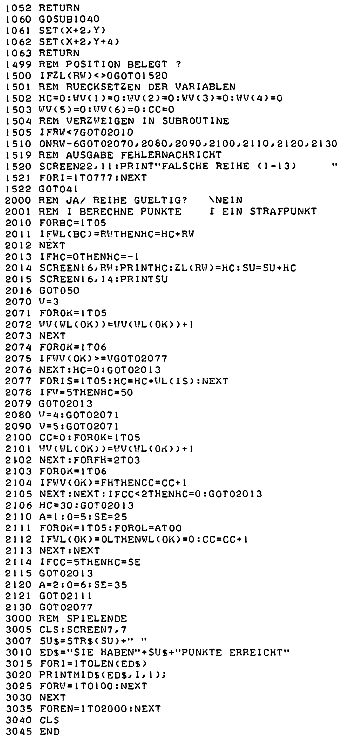 1052 RETURN
1060 GOSUB1040
1061 SET(X+2,Y)
1062 SET(X+2,Y+4)
1063 RETURN
1499 REM POSITION BELEGT ?
1500 IFZL(RW)<>0GOTO1520
1501 REM RUECKSETZEN DER VARIABLEN
1502 HC=0:WV(1)=0:WV(2)=0:WV(3)=0:WV(4)=0
1503 WV(5)=0:WV(6)=0:CC=0
1504 REM VERZWEIGEN IN SUBROUTINE
1505 IFRW<7GOTO2010
1510 ONRW-6GOTO2070,2080,2090,2100,2110,2120,2130
1519 REM AUSGABE FEHLERNACHRICHT
1520 SCREEN22,11:PRINT"FALSCHE REIHE (1-13)     "
1521 FORI=1TO777:NEXT
1522 GOTO41
2000 REM JA/ REIHE GUELTIG?    \NEIN
2001 REM I BERECHNE PUNKTE     I EIN STRAFPUNKT
2010 FORBC=1TO5
2011 IFWL(BC)=RWTHENHC=HC+RW
2012 NEXT
2013 IFHC=0THENHC=-1
2014 SCREEN16,RW:PRINTHC:ZL(RW)=HC:SU=SU+HC
2015 SCREEN16,14:PRINTSU
2016 GOTO50
2070 V=3
2071 FOROK=1TO5
2072 WV(WL(OK))=WV(WL(OK))+1
2073 NEXT
2074 FOROK=1TO6
2075 IFWV(OK)>=VGOTO2077
2076 NEXT:HC=0:GOTO2013
2077 FORIS=1TO5:HC=HC+WL(IS):NEXT
2078 IFV=5THENHC=50
2079 GOTO2013
2080 V=4:GOTO2071
2090 V=5:GOTO2071
2100 CC=0:FOROK=1TO5
2101 WV(WL(OK))=WV(WL(OK))+1
2102 NEXT:FORFH=2TO3
2103 FOROK=1TO6
2104 IFWV(OK)=FHTHENCC=CC+1
2105 NEXT:NEXT:IFCC<2THENHC=0:GOTO2013
2106 HC=30:GOTO2013
2110 A=1:O=5:SE=25
2111 FOROK=1TO5:FOROL=ATOO
2112 IFWL(OK)=OLTHENWL(OK)=0:CC=CC+1
2113 NEXT:NEXT
2114 IFCC=5THENHC=SE
2115 GOTO2013
2120 A=2:O=6:SE=35
2121 GOTO2111
2130 GOTO2077
3000 REM SPIELENDE
3005 CLS:SCREEN7,7
3007 SU$=STR$(SU)+" "
3010 ED$="SIE HABEN"+SU$+"PUNKTE ERREICHT"
3015 FORI=1TOLEN(ED$)
3020 PRINTMID$(ED$,I,1);
3025 FORW=1TO100:NEXT
3030 NEXT
3035 FOREN=1TO2000:NEXT
3040 CLS
3045 END